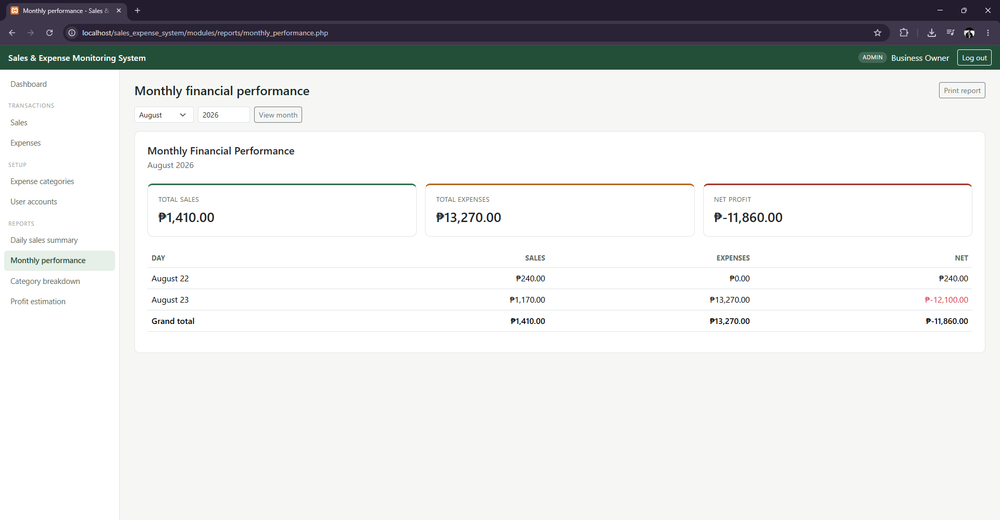 Monthly performance - Sales &
localhost/sales_expense_system/modules/reports/monthly_performance.php
Sales & Expense Monitoring System
ADMIN Business Owner Log out
Dashboard
TRANSACTIONS
Sales
Expenses
SETUP
Expense categories
User accounts
REPORTS
Daily sales summary
Monthly performance
Category breakdown
Profit estimation
Monthly financial performance
Print report
August 2026 View month
Monthly Financial Performance
August 2026
TOTAL SALES
₱1,410.00
TOTAL EXPENSES
₱13,270.00
NET PROFIT
₱-11,860.00
DAY SALES EXPENSES NET
August 22 ₱240.00 ₱0.00 ₱240.00
August 23 ₱1,170.00 ₱13,270.00 ₱-12,100.00
Grand total ₱1,410.00 ₱13,270.00 ₱-11,860.00